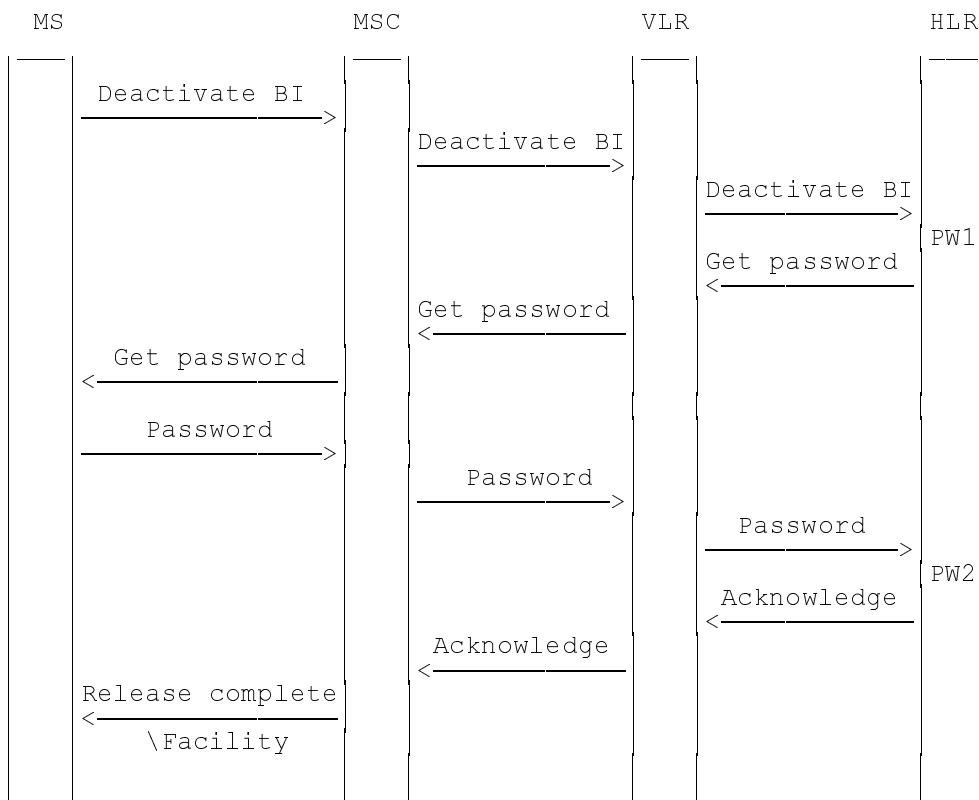 MS MSC VLR HLR
Deactivate BI
Deactivate BI
Deactivate BI
PW1
Get password
Get password
Get password
Password
Password
Password
PW2
Acknowledge
Acknowledge
Release complete
\Facility